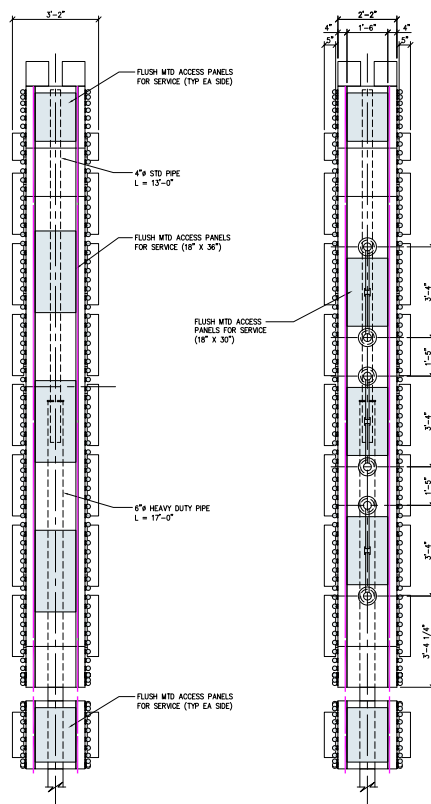 3'-2"
2'-2"
4" 1'-6" 4"
5" 5"
FLUSH MTD ACCESS PANELS
FOR SERVICE (TYP EA SIDE)
4"ø STD PIPE
L = 13'-0"
FLUSH MTD ACCESS PANELS
FOR SERVICE (18" X 36")
FLUSH MTD ACCESS
PANELS FOR SERVICE
(18" X 30")
3'-4"
1'-5"
3'-4"
1'-5"
3'-4"
3'-4 1/4"
6"ø HEAVY DUTY PIPE
L = 17'-0"
FLUSH MTD ACCESS PANELS
FOR SERVICE (TYP EA SIDE)